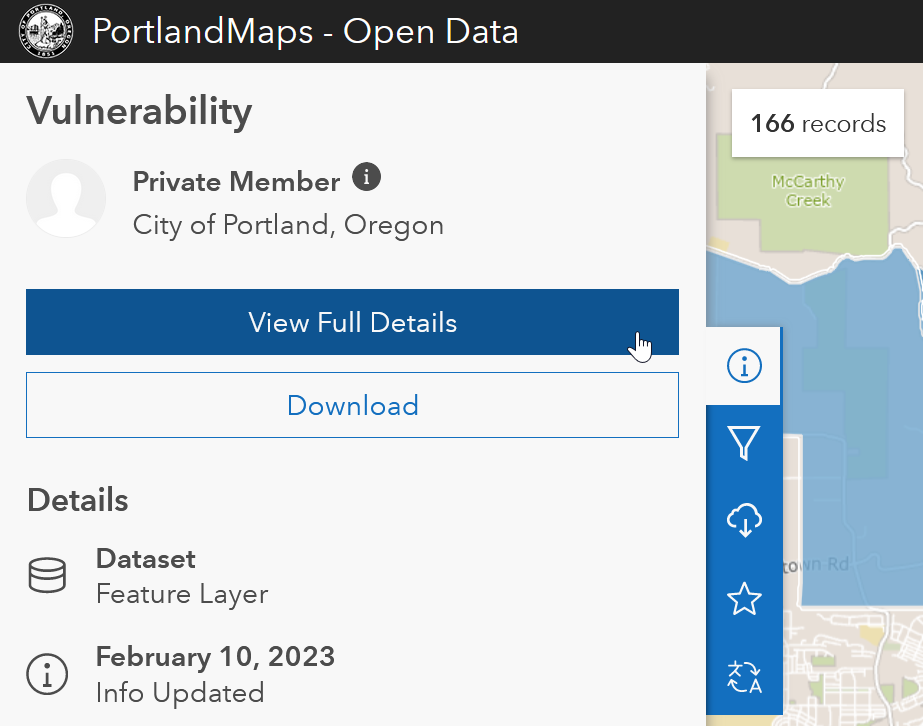 PortlandMaps - Open Data
Vulnerability
Private Member
City of Portland, Oregon
View Full Details
Download
Details
Dataset
Feature Layer
February 10, 2023
Info Updated
166 records
McCarthy
Creek
town Rd